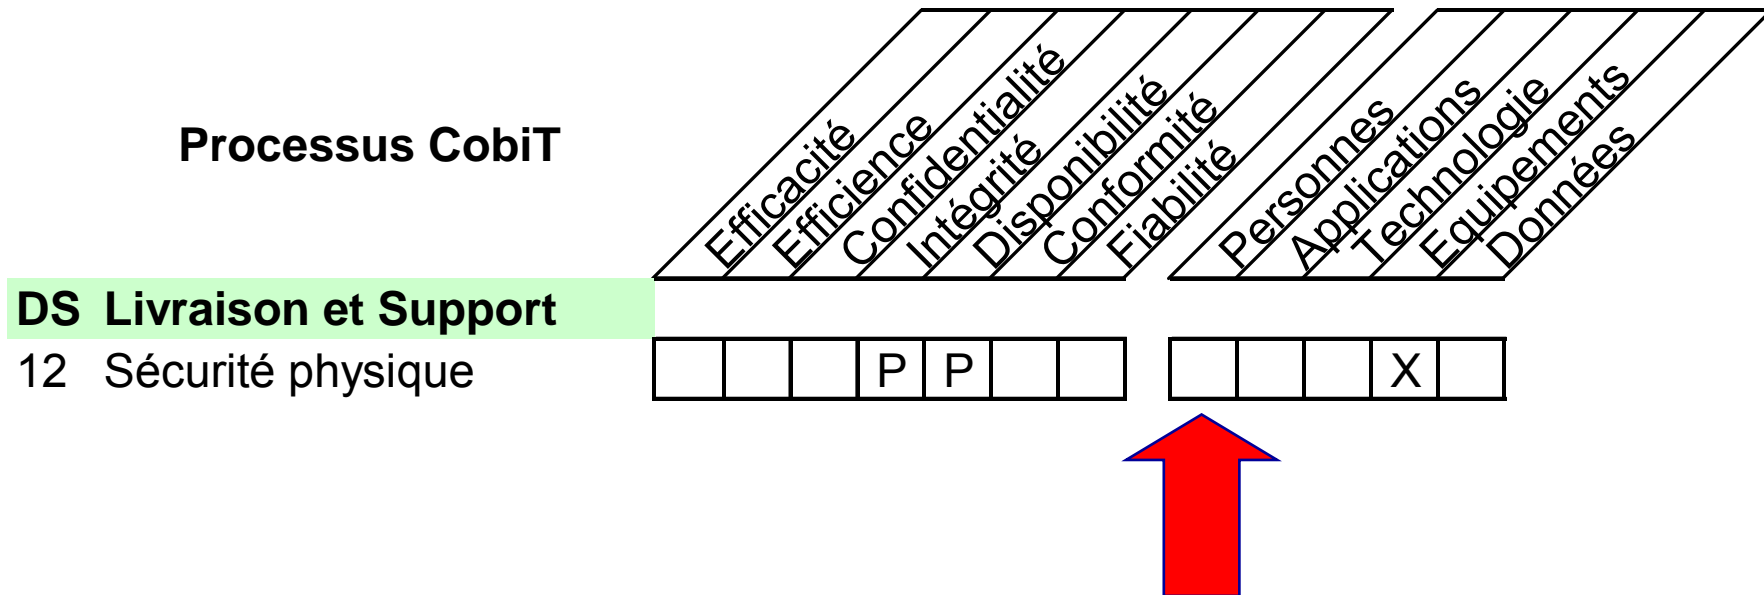 Processus CobiT
Efficacité
Efficience
Confidentialité
Intégrité
Disponibilité
Conformité
Fiabilité
Personnes
Applications
Technologie
Equipements
Données
DS Livraison et Support
12 Sécurité physique P P X